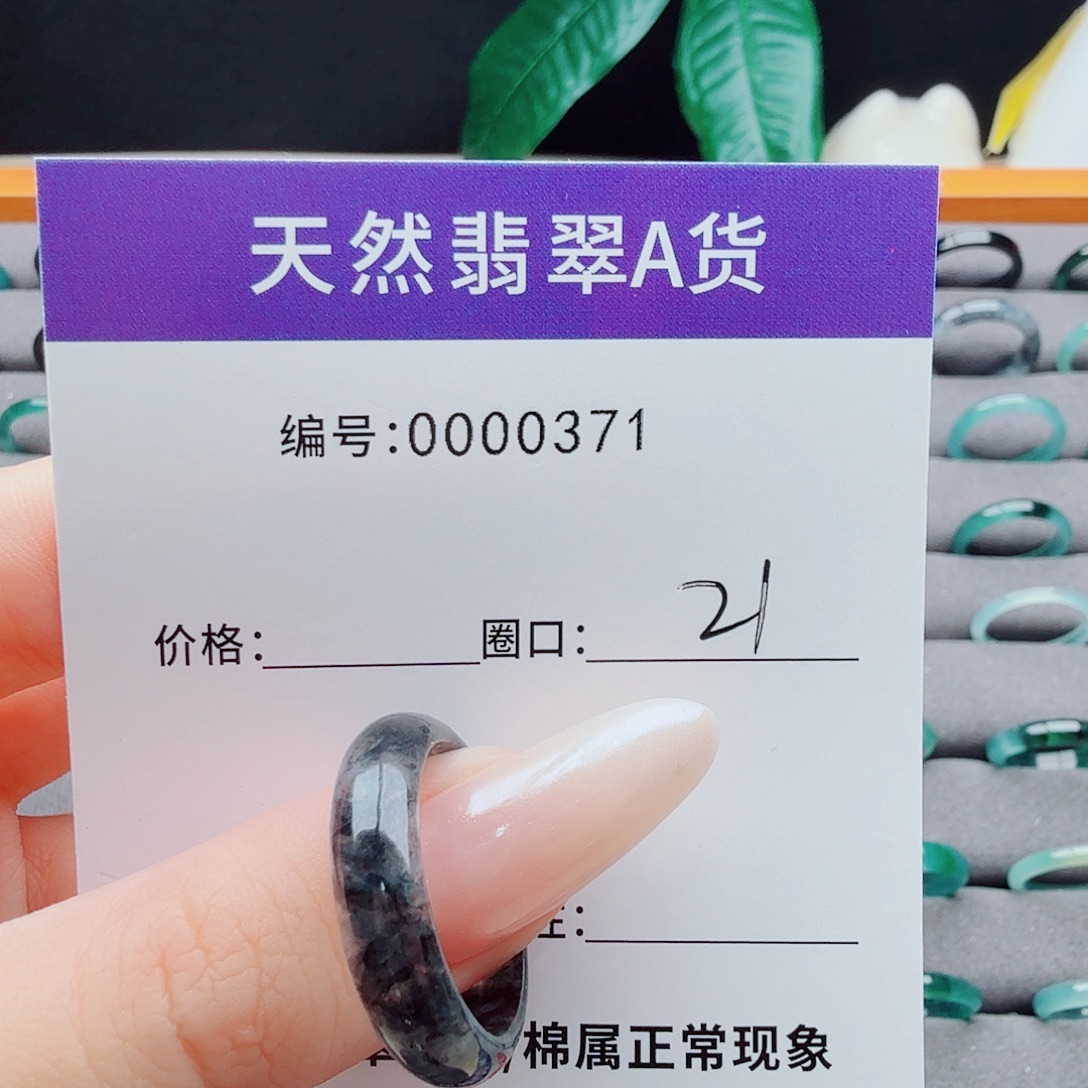 天然翡翠A货
编号:0000371
价格: 圈口: 21
:
棉属正常现象